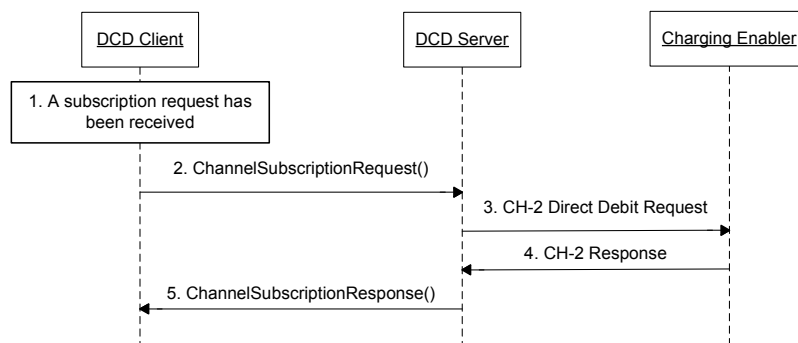 DCD Client
DCD Server
Charging Enabler
1. A subscription request has
been received
2. ChannelSubscriptionRequest()
3. CH-2 Direct Debit Request
4. CH-2 Response
5. ChannelSubscriptionResponse()